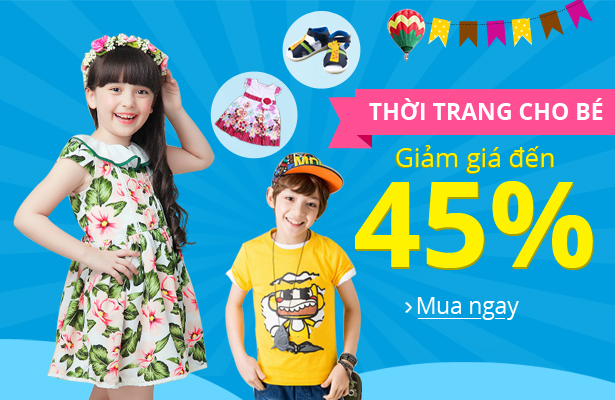 THỜI TRANG CHO BÉ
Giảm giá đến
45%
› Mua ngay